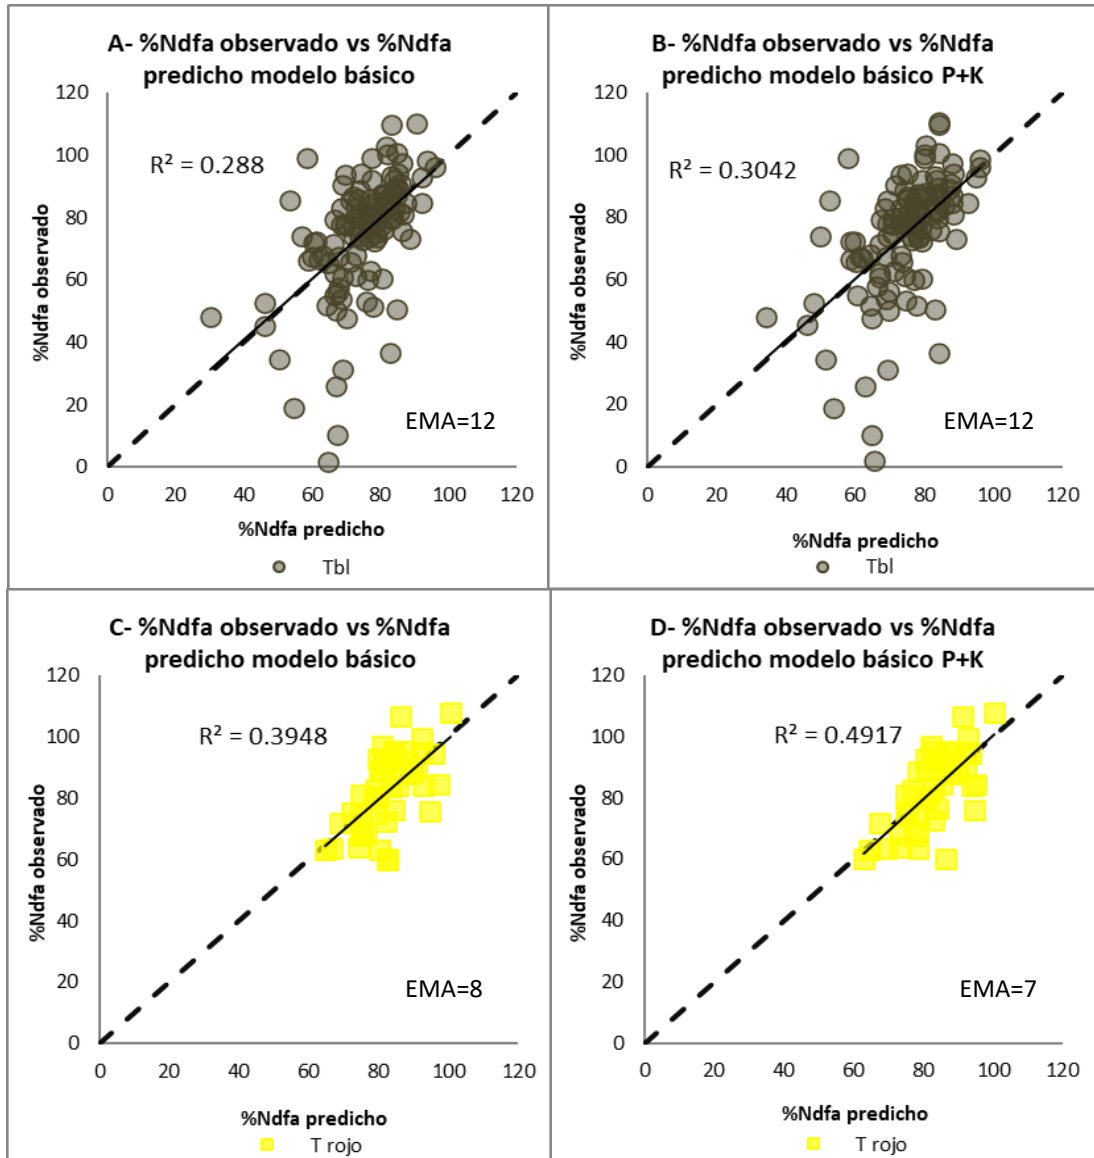 A- %Ndfa observado vs %Ndfa
predicho modelo básico
120
100
80
60
40
20
0
%Ndfa observado
R² = 0.288
EMA=12
0 20 40 60 80 100 120
%Ndfa predicho
Tbl
B- %Ndfa observado vs %Ndfa
predicho modelo básico P+K
120
100
80
60
40
20
0
%Ndfa observado
R² = 0.3042
EMA=12
0 20 40 60 80 100 120
%Ndfa predicho
Tbl
C- %Ndfa observado vs %Ndfa
predicho modelo básico
120
100
80
60
40
20
0
%Ndfa observado
R² = 0.3948
EMA=8
0 20 40 60 80 100 120
%Ndfa predicho
T rojo
D- %Ndfa observado vs %Ndfa
predicho modelo básico P+K
120
100
80
60
40
20
0
%Ndfa observado
R² = 0.4917
EMA=7
0 20 40 60 80 100 120
%Ndfa predicho
T rojo